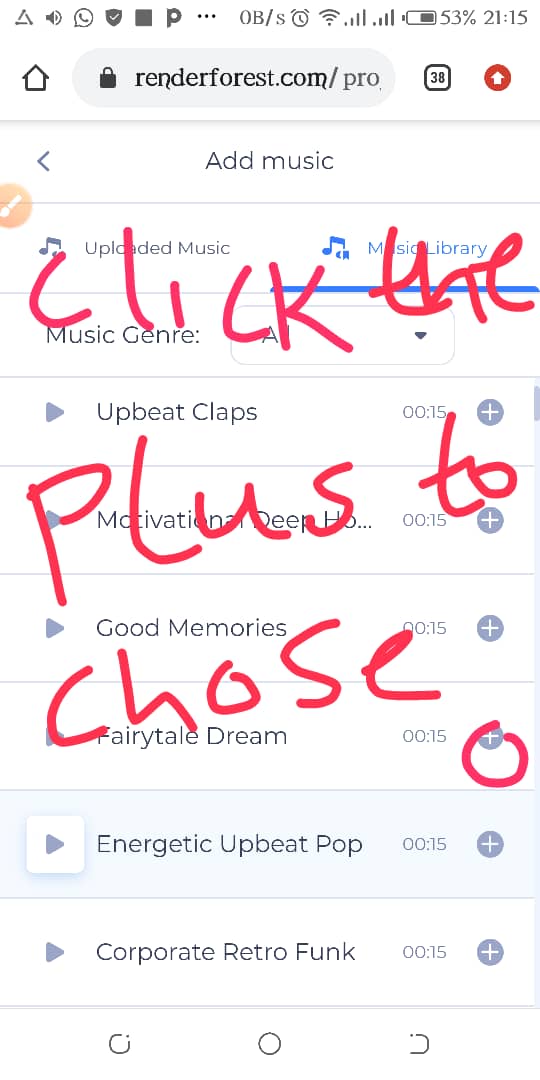 0B/s 53% 21:15
renderforest.com/pro
38
Add music
Uploaded Music Music Library
click the
Music Genre: All
Upbeat Claps 00:15
plus to
Motivational Deep Ho... 00:15
Good Memories 00:15
chose
Fairytale Dream 00:15
Energetic Upbeat Pop 00:15
Corporate Retro Funk 00:15